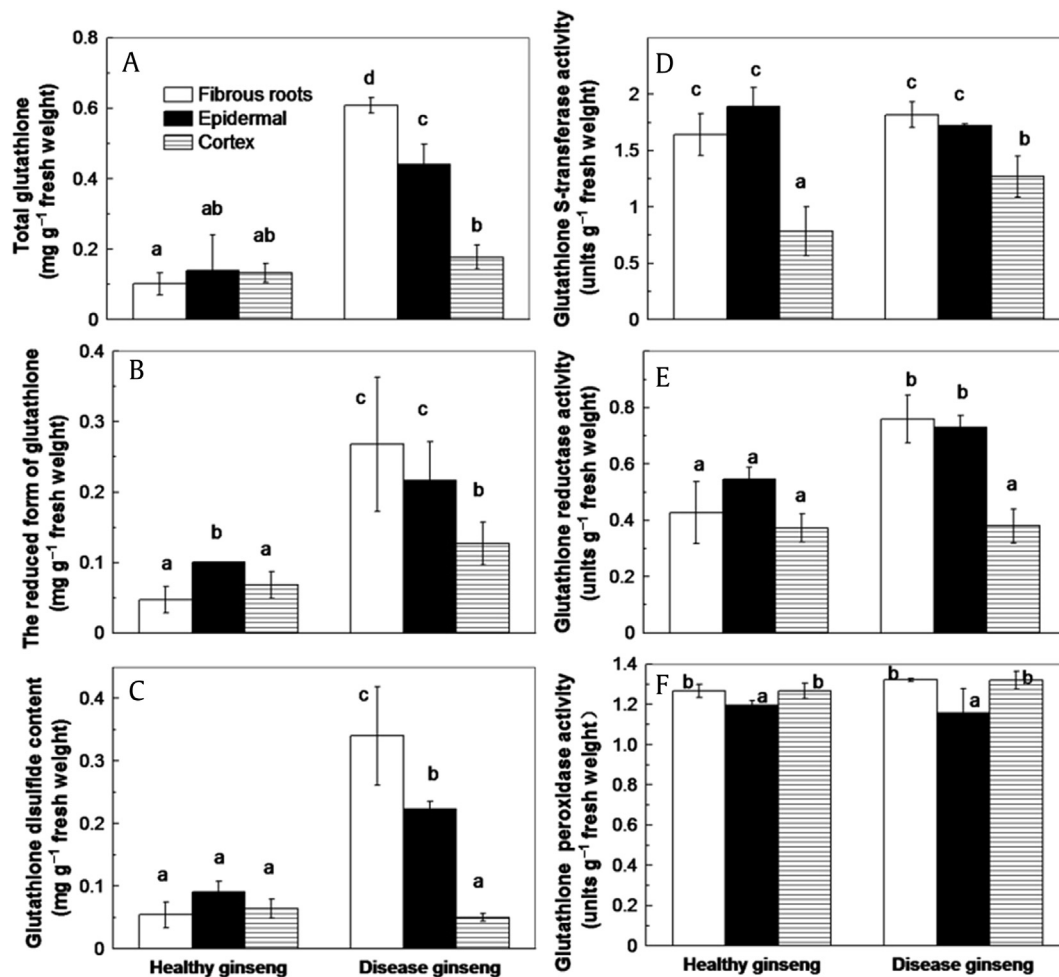 A
Total glutathione
(mg g⁻¹ fresh weight)
0.8
0.6
0.4
0.2
0
Fibrous roots
Epidermal
Cortex
a
ab
ab
d
c
b
D
Glutathione S-transferase activity
(units g⁻¹ fresh weight)
2
1.5
1
0.5
0
c
c
a
c
c
b
B
The reduced form of glutathione
(mg g⁻¹ fresh weight)
0.4
0.3
0.2
0.1
0
a
b
a
c
c
b
E
Glutathione reductase activity
(units g⁻¹ fresh weight)
0.8
0.6
0.4
0.2
0
a
a
a
b
b
a
C
Glutathione disulfide content
(mg g⁻¹ fresh weight)
0.4
0.3
0.2
0.1
0
a
a
a
c
b
a
Healthy ginseng
Disease ginseng
F
Glutathione peroxidase activity
(units g⁻¹ fresh weight）
1.4
1.2
1.0
0.8
0.6
0.4
0.2
0
b
a
b
b
a
b
Healthy ginseng
Disease ginseng